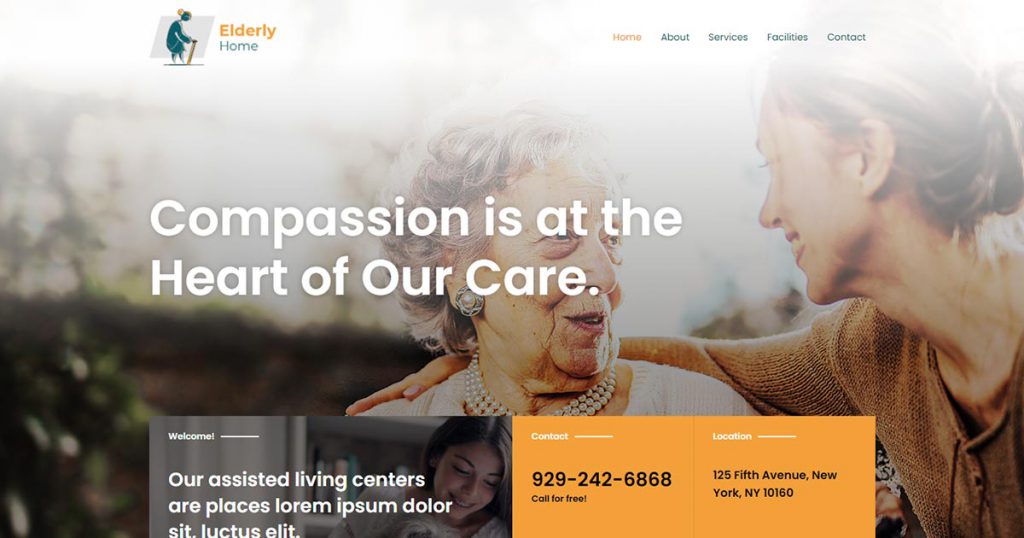 Elderly
Home
Home About Services Facilities Contact
Compassion is at the
Heart of Our Care.
Welcome!
Our assisted living centers
are places lorem ipsum dolor
sit, luctus elit.
Contact
929-242-6868
Call for free!
Location
125 Fifth Avenue, New
York, NY 10160